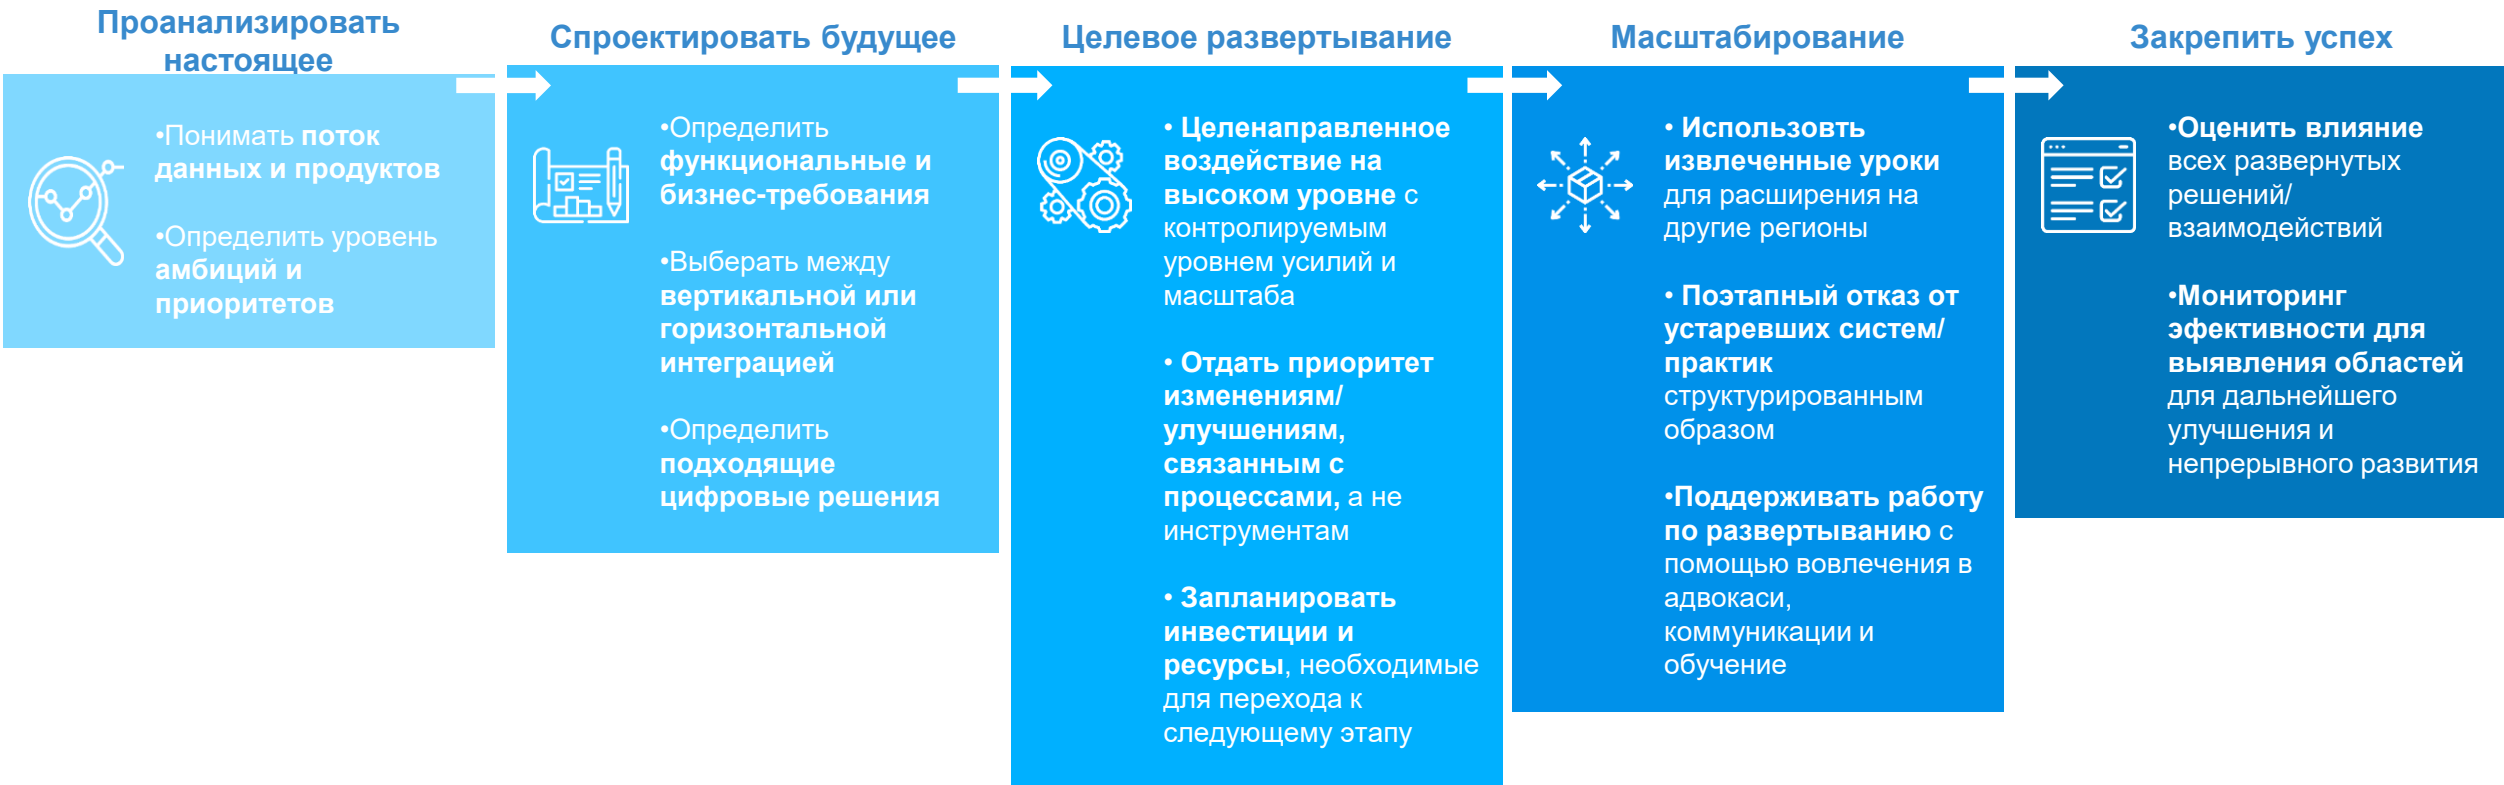 Проанализировать
настоящее
•Понимать поток
данных и продуктов
•Определить уровень
амбиций и
приоритетов
Спроектировать будущее
•Определить
функциональные и
бизнес-требования
•Выберать между
вертикальной или
горизонтальной
интеграцией
•Определить
подходящие
цифровые решения
Целевое развертывание
• Целенаправленное
воздействие на
высоком уровне с
контролируемым
уровнем усилий и
масштаба
• Отдать приоритет
изменениям/
улучшениям,
связанным с
процессами, а не
инструментам
• Запланировать
инвестиции и
ресурсы, необходимые
для перехода к
следующему этапу
Масштабирование
• Использовть
извлеченные уроки
для расширения на
другие регионы
• Поэтапный отказ от
устаревших систем/
практик
структурированным
образом
•Поддерживать работу
по развертыванию с
помощью вовлечения в
адвокаси,
коммуникации и
обучение
Закрепить успех
•Оценить влияние
всех развернутых
решений/
взаимодействий
•Мониторинг
эфективности для
выявления областей
для дальнейшего
улучшения и
непрерывного развития